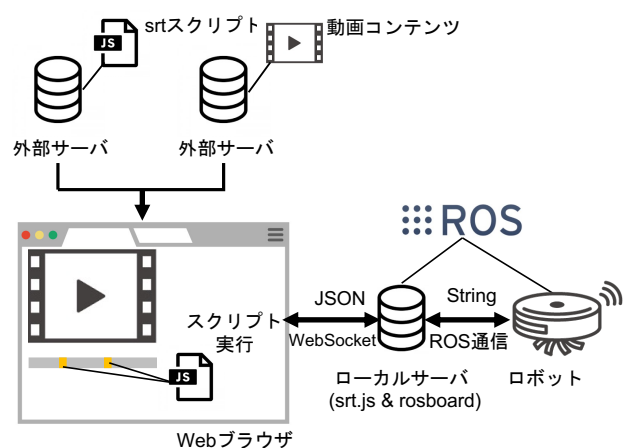 srtスクリプト
動画コンテンツ
JS
外部サーバ
外部サーバ
ROS
JSON
String
スクリプト
実行
WebSocket
ROS通信
JS
ローカルサーバ
(srt.js & rosboard)
ロボット
Webブラウザ